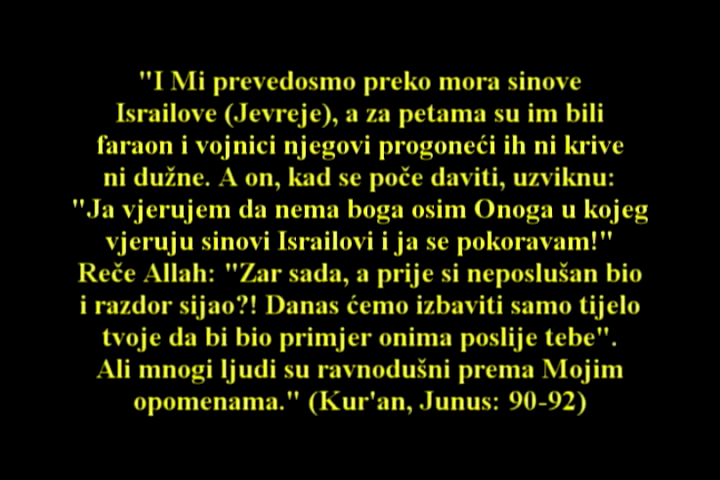 "I Mi prevedosmo preko mora sinove
Israilove (Jevreje), a za petama su im bili
faraon i vojnici njegovi progoneći ih ni krive
ni dužne. A on, kad se poče daviti, uzviknu:
"Ja vjerujem da nema boga osim Onoga u kojeg
vjeruju sinovi Israilovi i ja se pokoravam!"
Reče Allah: "Zar sada, a prije si neposlušan bio
i razdor sijao?! Danas ćemo izbaviti samo tijelo
tvoje da bi bio primjer onima poslije tebe".
Ali mnogi ljudi su ravnodušni prema Mojim
opomenama." (Kur'an, Junus: 90-92)